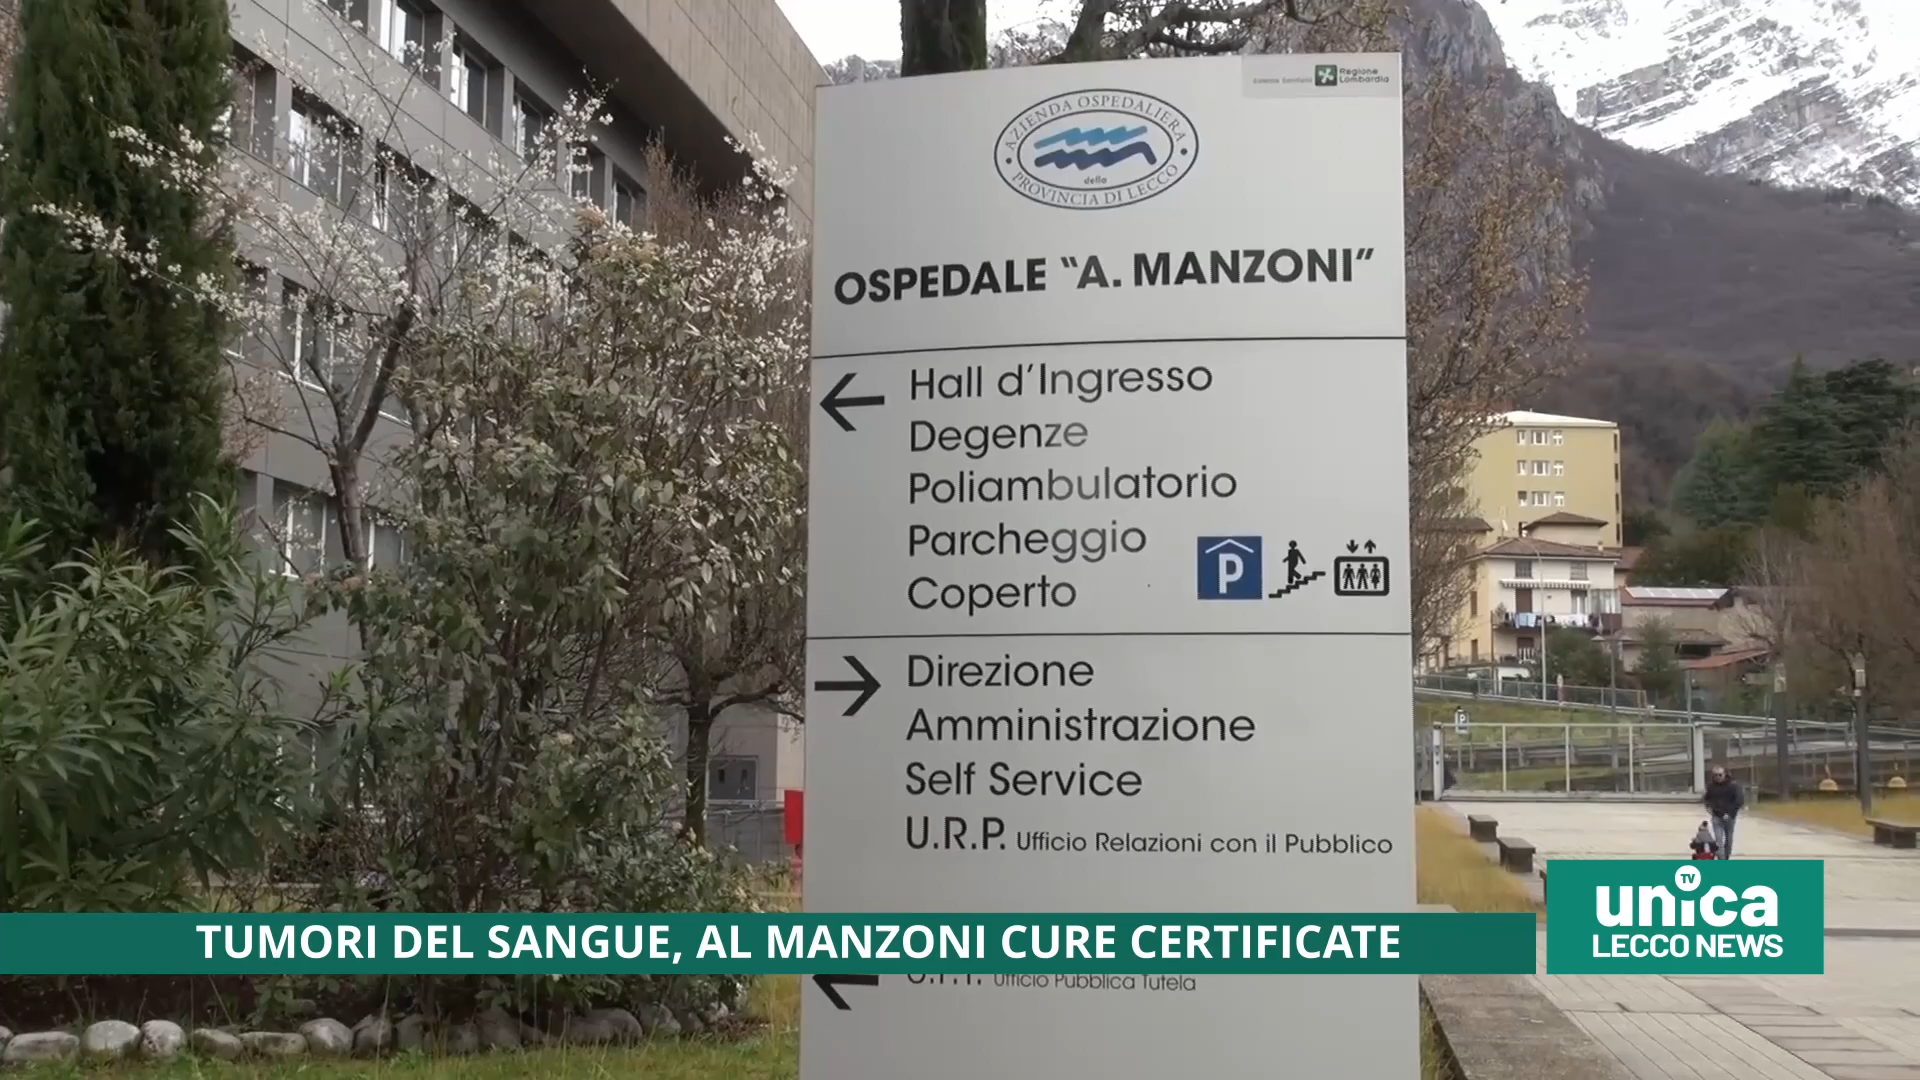 Regione
Lombardia
AZIENDA OSPEDALIERA
della
PROVINCIA DI LECCO
OSPEDALE "A. MANZONI"
Hall d'Ingresso
Degenze
Poliambulatorio
Parcheggio
Coperto
P
Direzione
Amministrazione
Self Service
U.R.P. Ufficio Relazioni con il Pubblico
P
TV
unica
LECCO NEWS
TUMORI DEL SANGUE, AL MANZONI CURE CERTIFICATE
Ufficio Pubblica Tutela